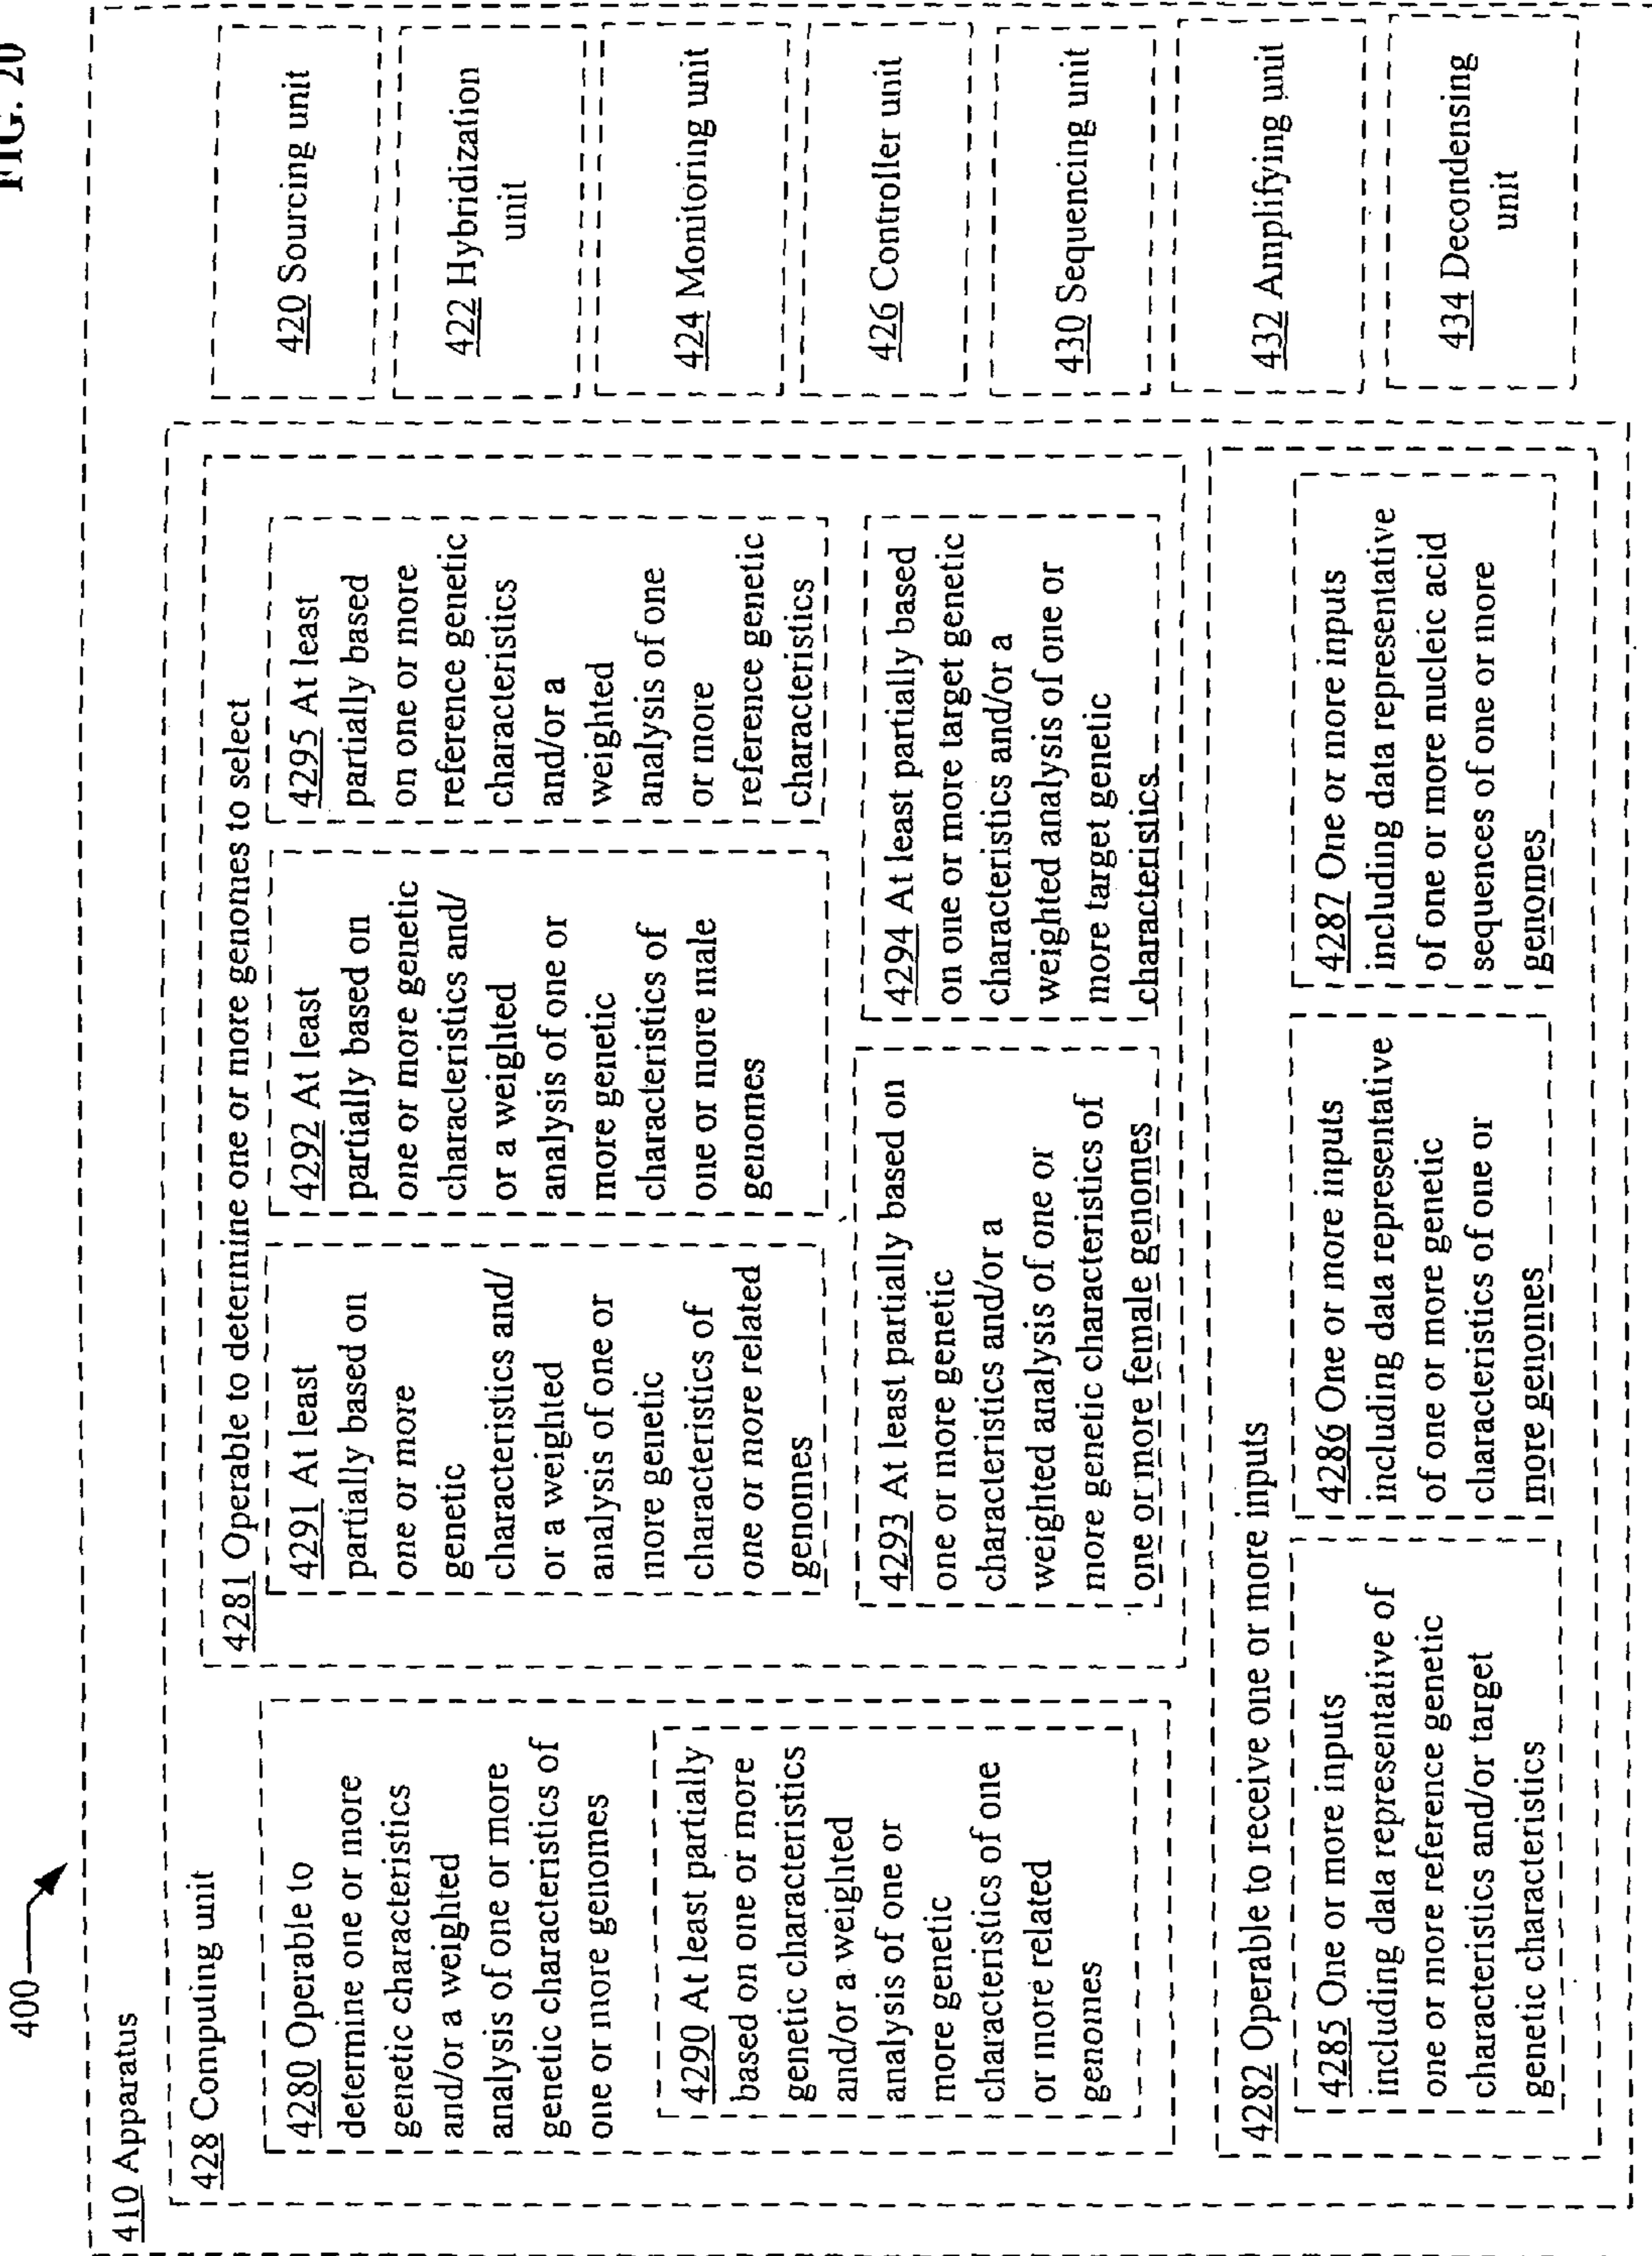 FIG. 20
400
410 Apparatus
428 Computing unit
4280 Operable to
determine one or more
genetic characteristics
and/or a weighted
analysis of one or more
genetic characteristics of
one or more genomes
4290 At least partially
based on one or more
genetic characteristics
and/or a weighted
analysis of one or
more genetic
characteristics of one
or more related
genomes
4281 Operable to determine one or more genomes to select
4291 At least
partially based on
one or more
genetic
characteristics and/
or a weighted
analysis of one or
more genetic
characteristics of
one or more related
genomes
4292 At least
partially based on
one or more genetic
characteristics and/
or a weighted
analysis of one or
more genetic
characteristics of
one or more male
genomes
4295 At least
partially based
on one or more
reference genetic
characteristics
and/or a
weighted
analysis of one
or more
reference genetic
characteristics
4293 At least partially based on
one or more genetic
characteristics and/or a
weighted analysis of one or
more genetic characteristics of
one or more female genomes
4294 At least partially based
on one or more target genetic
characteristics and/or a
weighted analysis of one or
more target genetic
characteristics
4282 Operable to receive one or more inputs
4285 One or more inputs
including data representative of
one or more reference genetic
characteristics and/or target
genetic characteristics
4286 One or more inputs
including data representative
of one or more genetic
characteristics of one or
more genomes
4287 One or more inputs
including data representative
of one or more nucleic acid
sequences of one or more
genomes
420 Sourcing unit
422 Hybridization
unit
424 Monitoring unit
426 Controller unit
430 Sequencing unit
432 Amplifying unit
434 Decondensing
unit